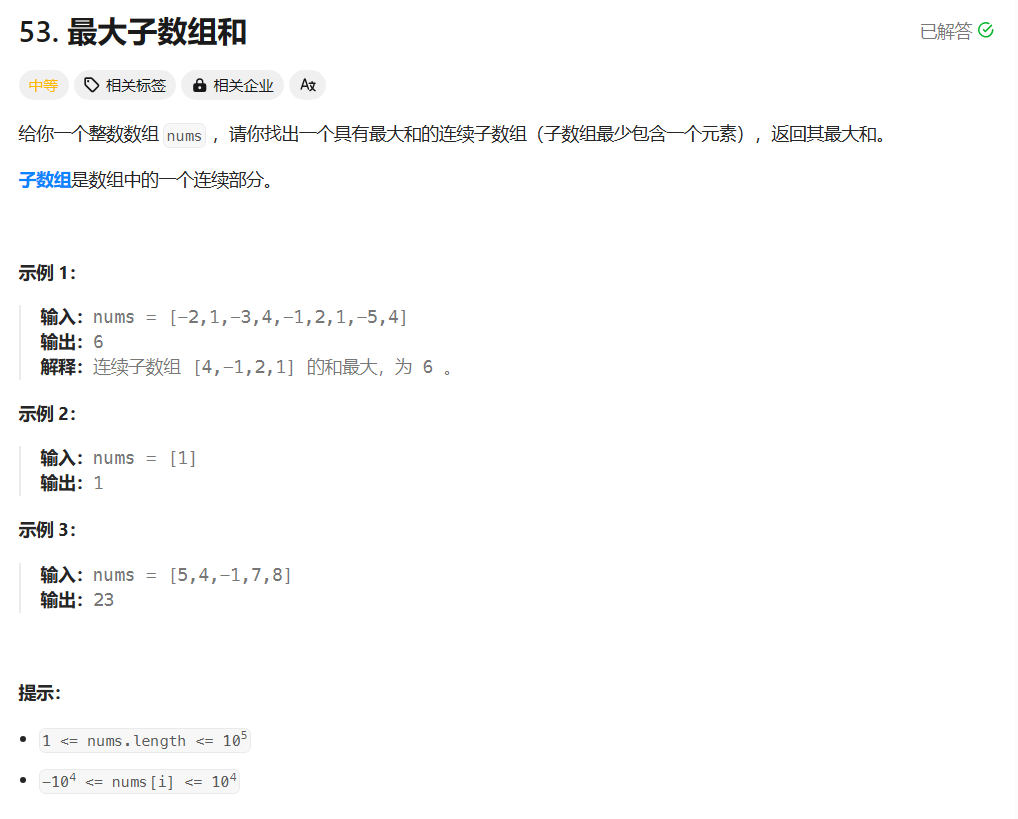 53. 最大子数组和
已解答
中等 相关标签 相关企业
给你一个整数数组 nums ，请你找出一个具有最大和的连续子数组（子数组最少包含一个元素），返回其最大和。
子数组是数组中的一个连续部分。
示例 1：
输入：nums = [-2,1,-3,4,-1,2,1,-5,4]
输出：6
解释：连续子数组 [4,-1,2,1] 的和最大，为 6 。
示例 2：
输入：nums = [1]
输出：1
示例 3：
输入：nums = [5,4,-1,7,8]
输出：23
提示：
• 1 <= nums.length <= 10⁵
• -10⁴ <= nums[i] <= 10⁴